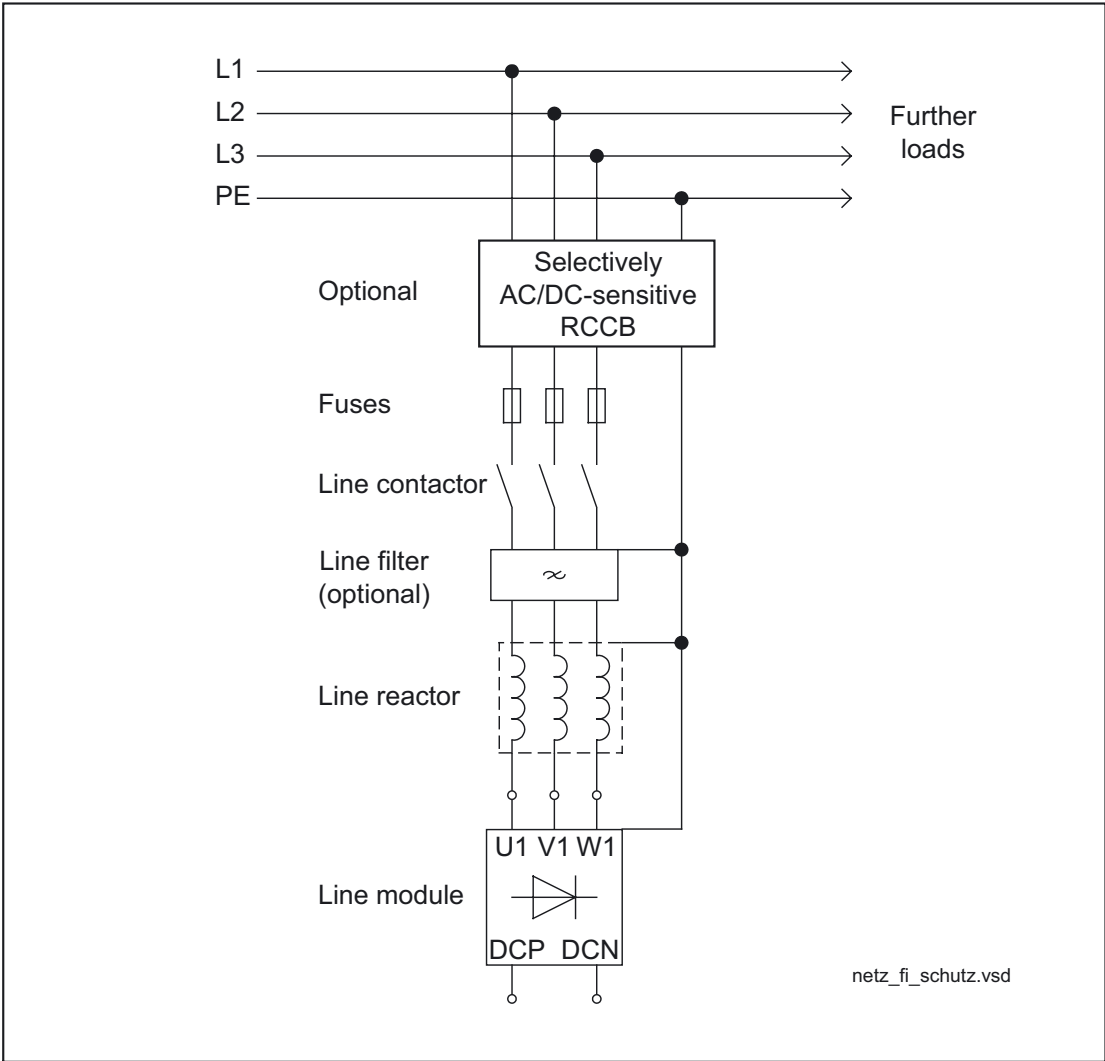 L1
L2
L3
PE
Further
loads
Optional
Selectively
AC/DC-sensitive
RCCB
Fuses
Line contactor
Line filter
(optional)
Line reactor
U1 V1 W1
Line module
DCP DCN
netz_fi_schutz.vsd